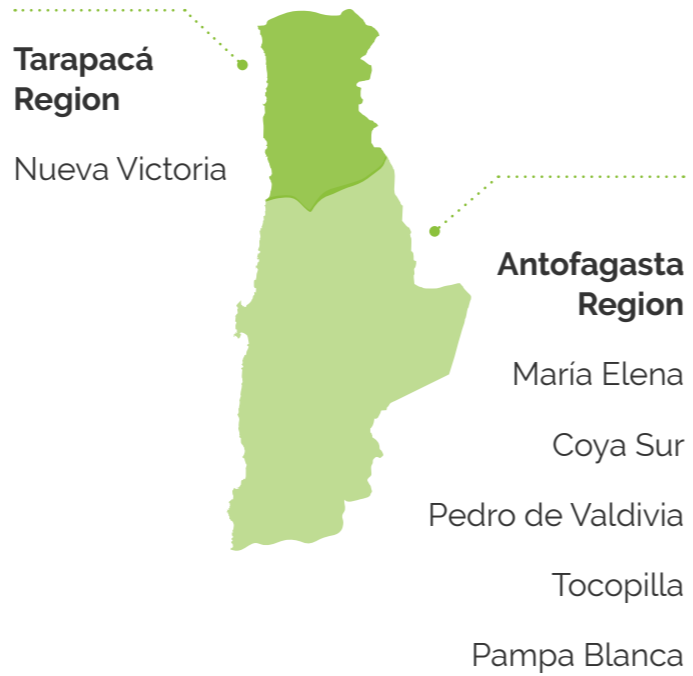 Tarapacá
Region
Nueva Victoria
Antofagasta
Region
María Elena
Coya Sur
Pedro de Valdivia
Tocopilla
Pampa Blanca